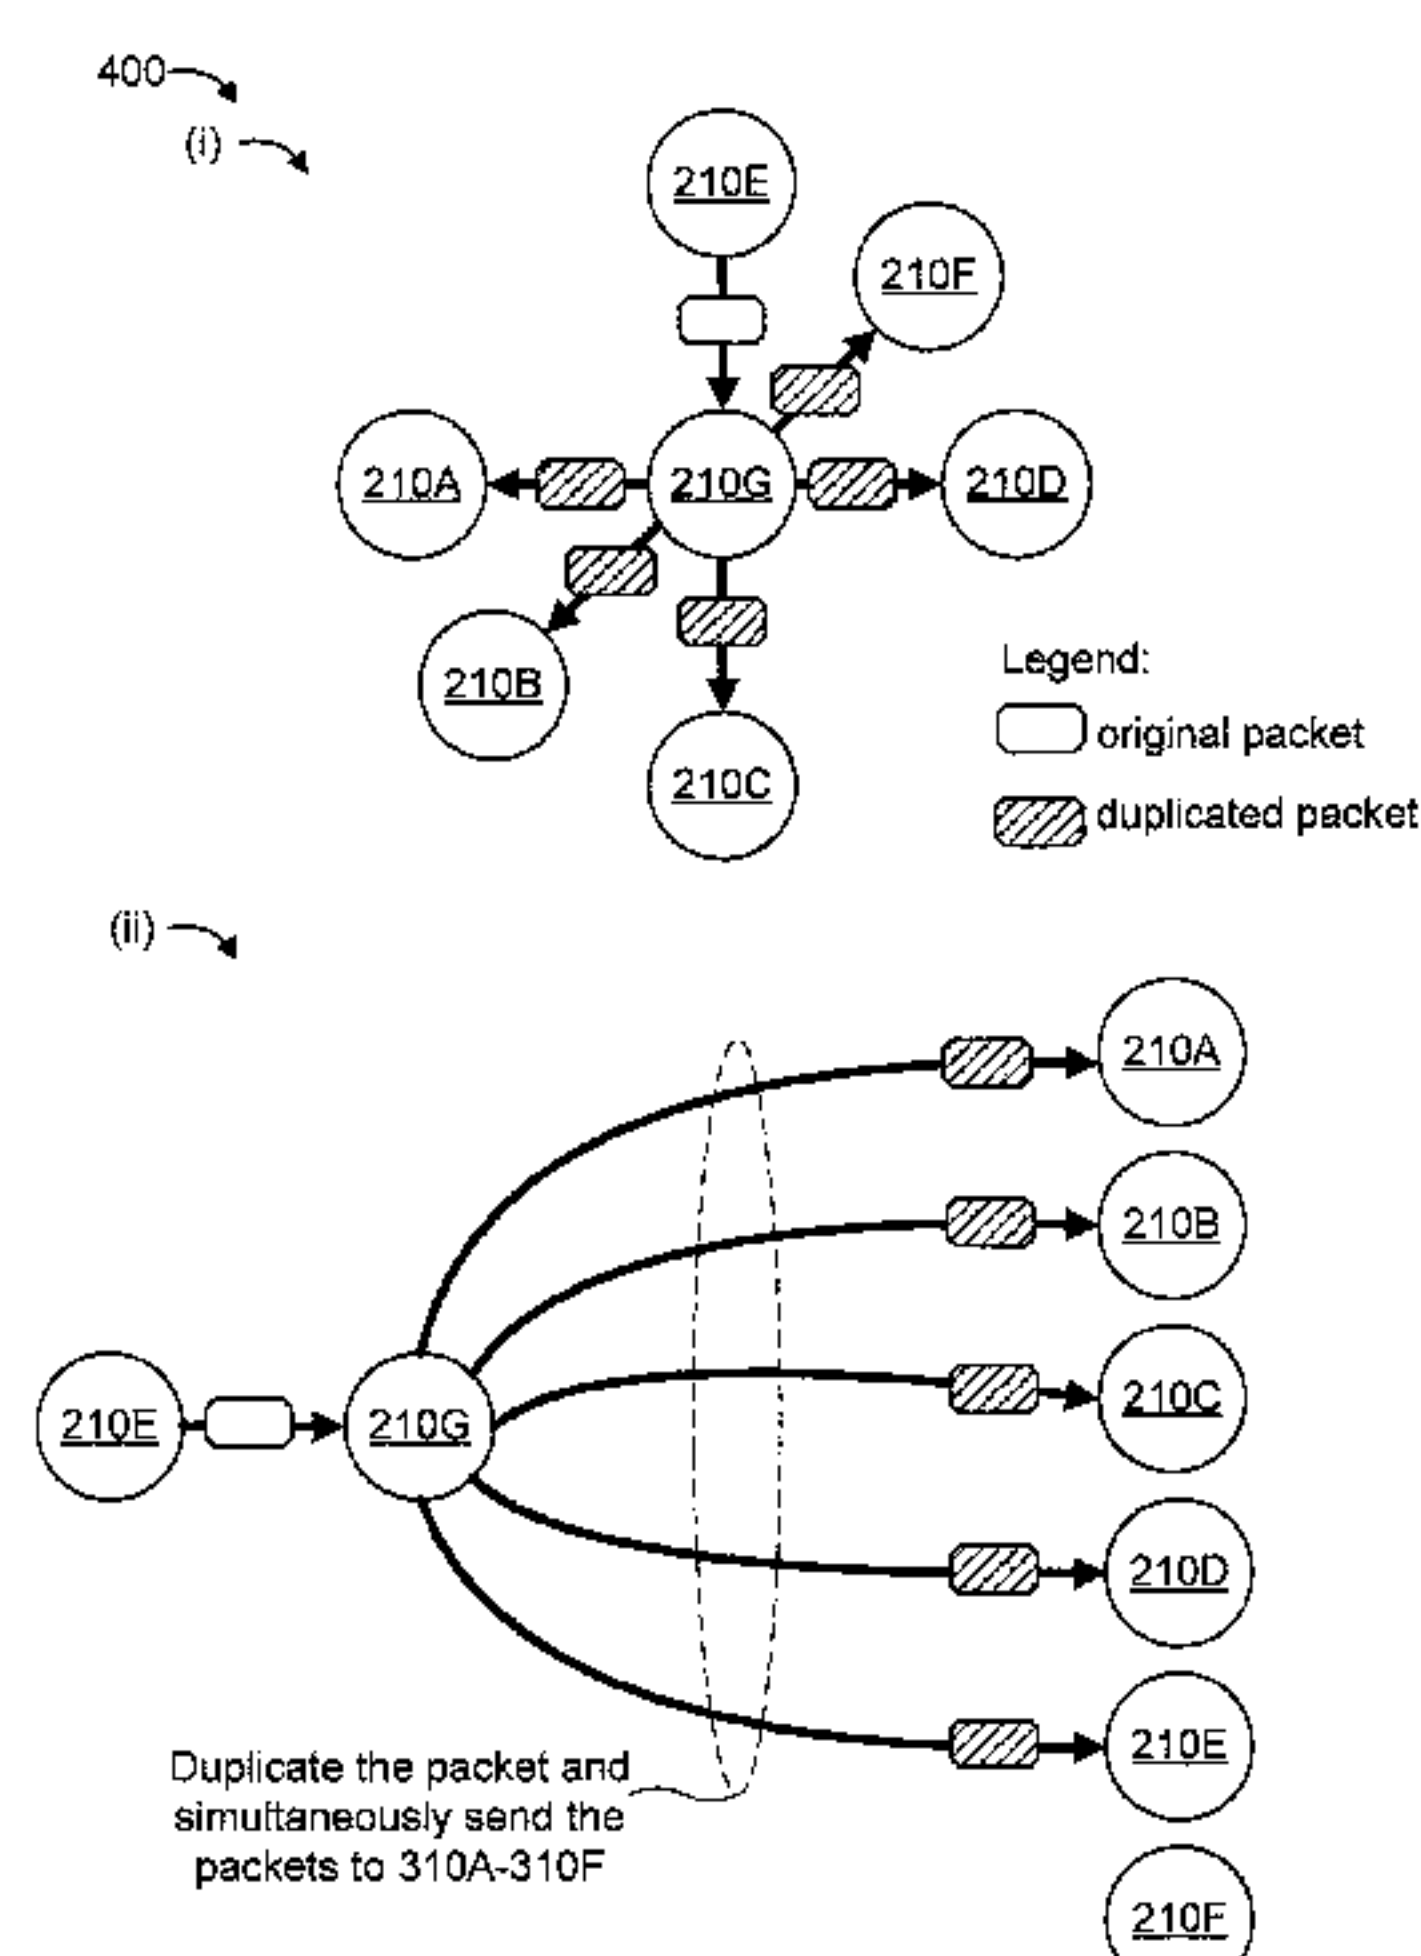 400
(i)
210E
210F
210A
210G
210D
210B
210C
Legend:
original packet
duplicated packet
(ii)
210A
210B
210E
210G
210C
210D
210E
Duplicate the packet and
simultaneously send the
packets to 310A-310F
210F